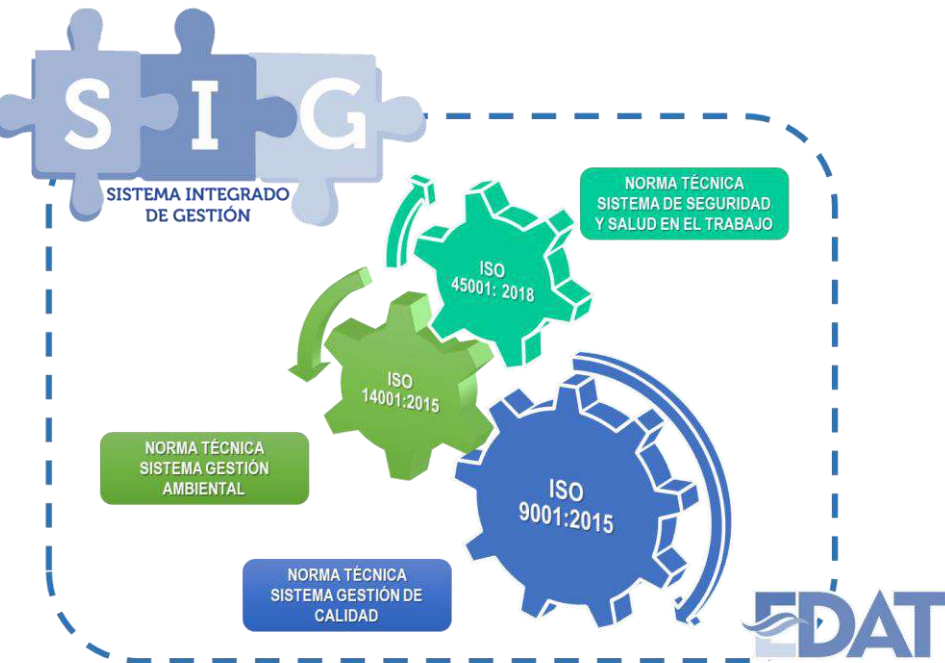 SIG
SISTEMA INTEGRADO
DE GESTIÓN
NORMA TÉCNICA
SISTEMA DE SEGURIDAD
Y SALUD EN EL TRABAJO
ISO
45001: 2018
ISO
14001:2015
NORMA TÉCNICA
SISTEMA GESTIÓN
AMBIENTAL
ISO
9001:2015
NORMA TÉCNICA
SISTEMA GESTIÓN DE
CALIDAD
EDAT